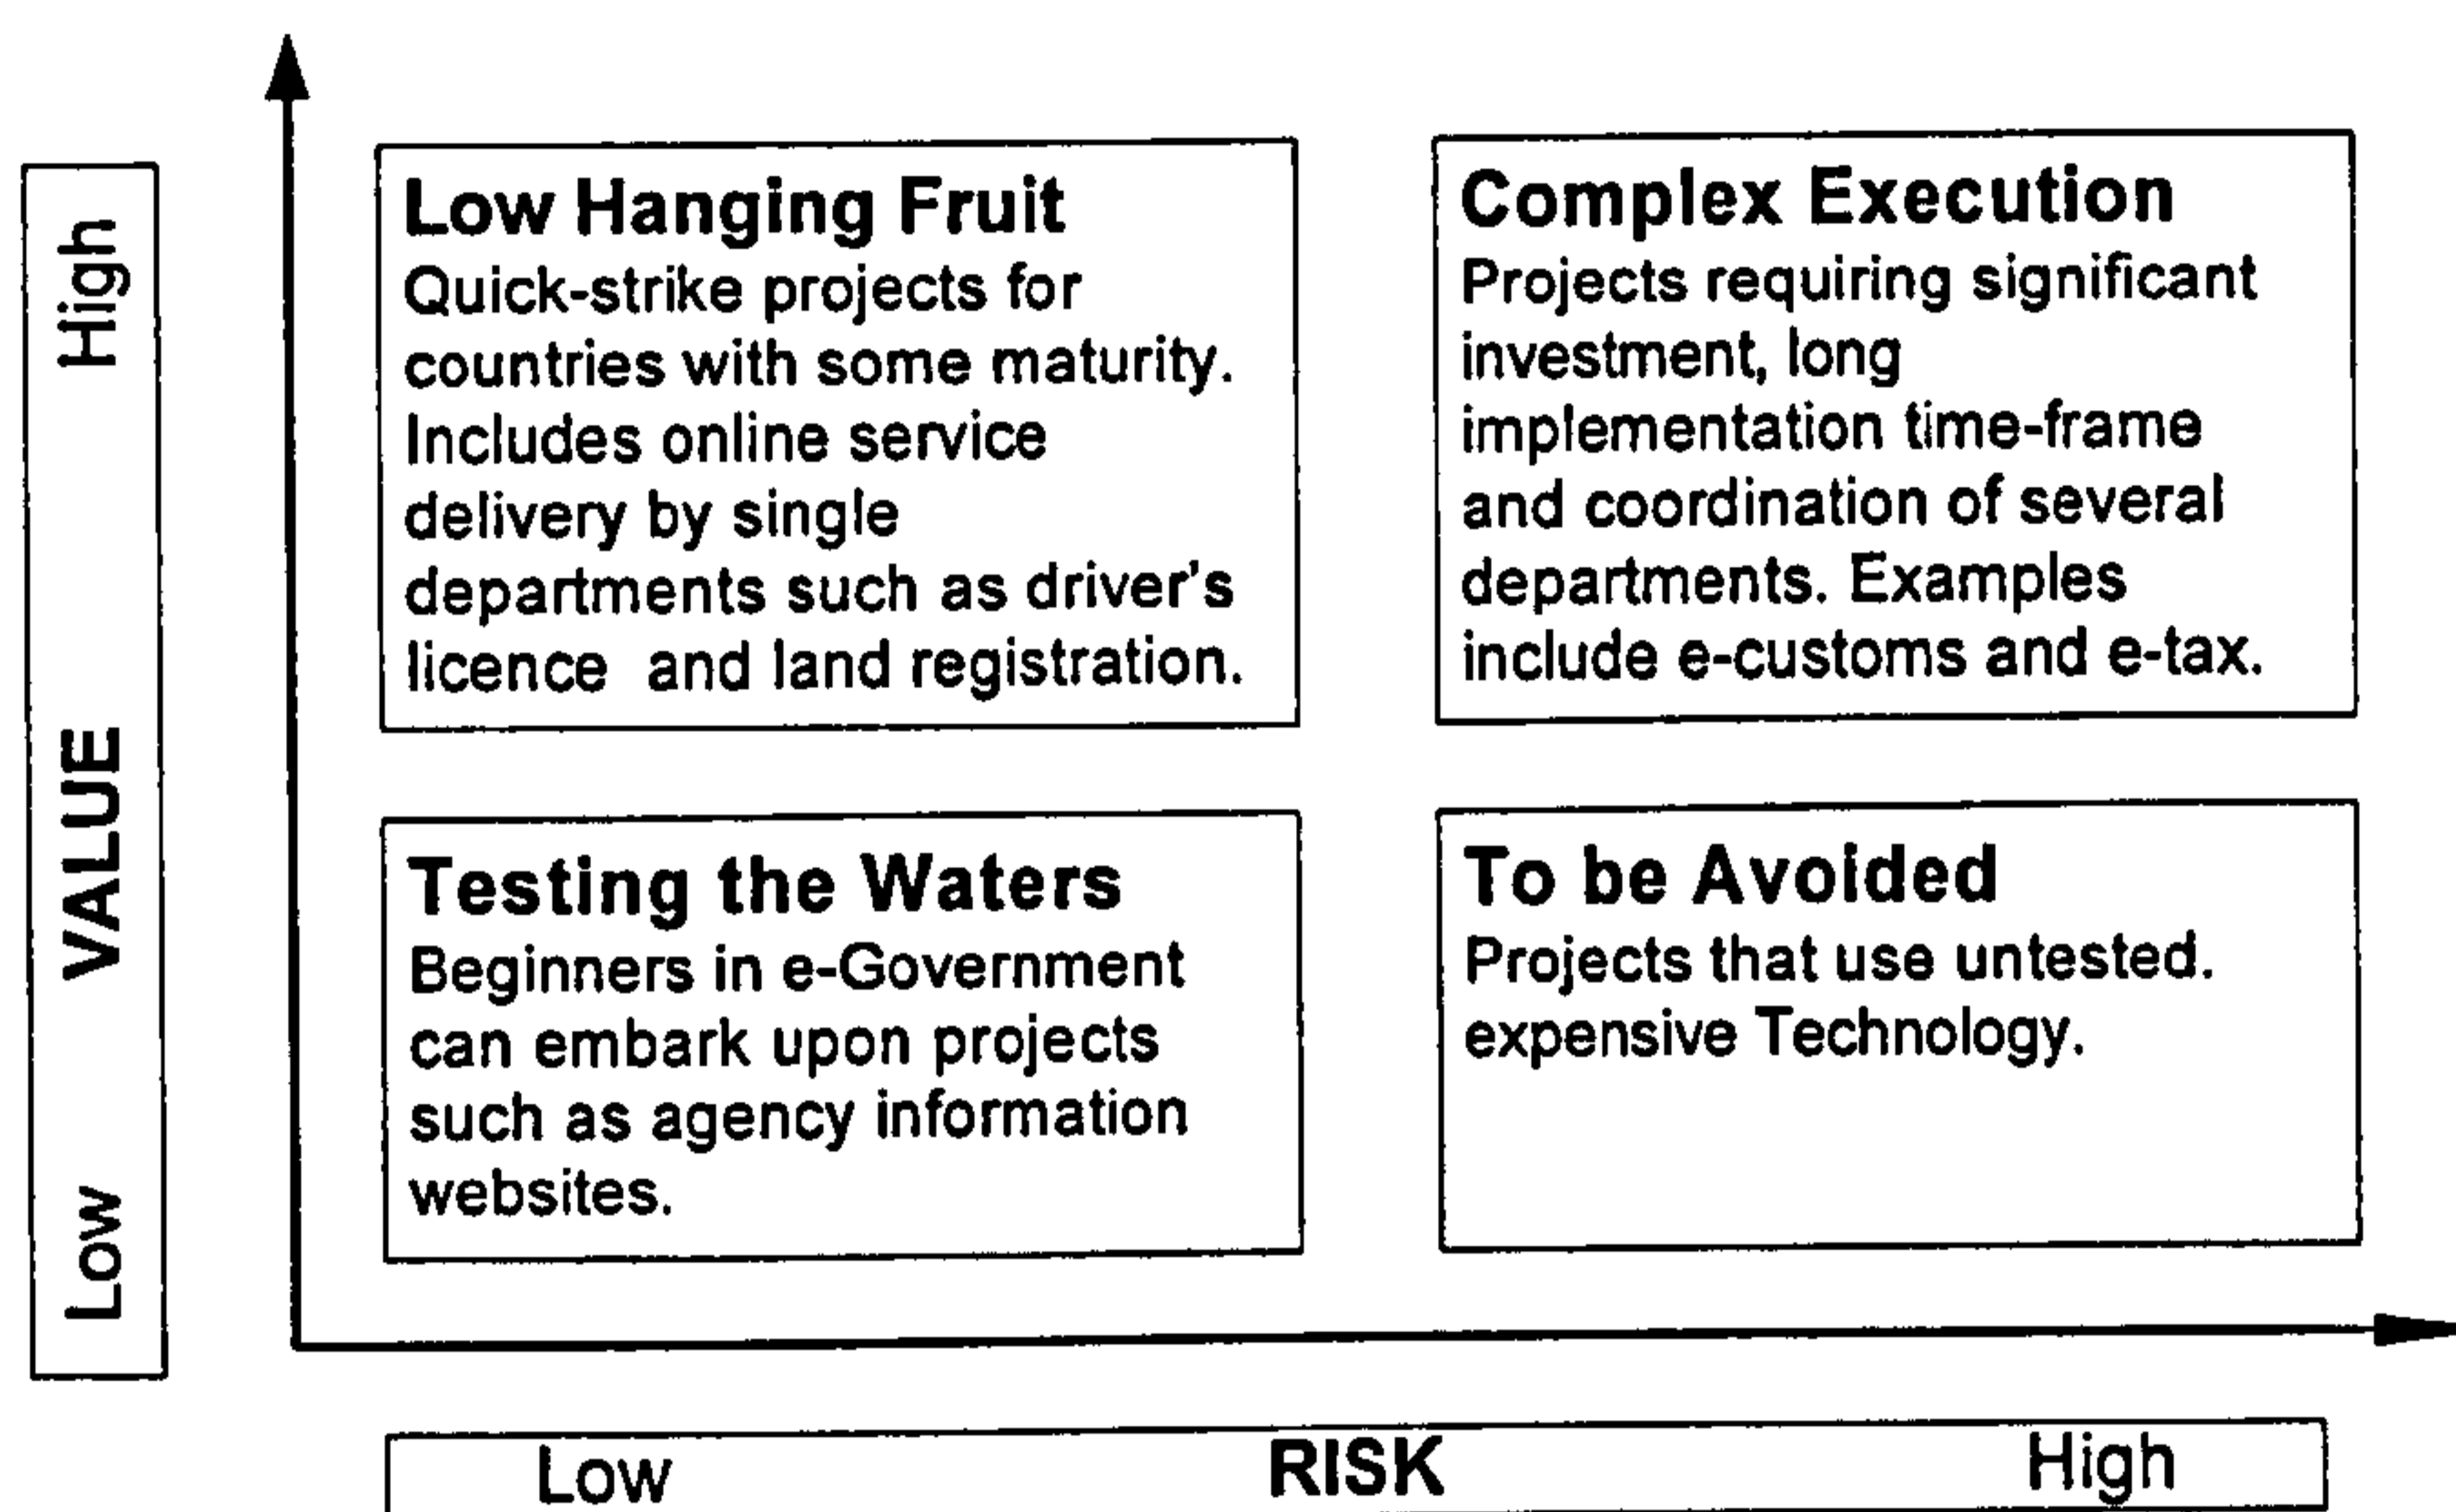 High
VALUE
Low
Low Hanging Fruit
Quick-strike projects for
countries with some maturity.
Includes online service
delivery by single
departments such as driver's
licence and land registration.
Complex Execution
Projects requiring significant
investment, long
implementation time-frame
and coordination of several
departments. Examples
include e-customs and e-tax.
Testing the Waters
Beginners in e-Government
can embark upon projects
such as agency information
websites.
To be Avoided
Projects that use untested.
expensive Technology.
Low RISK High